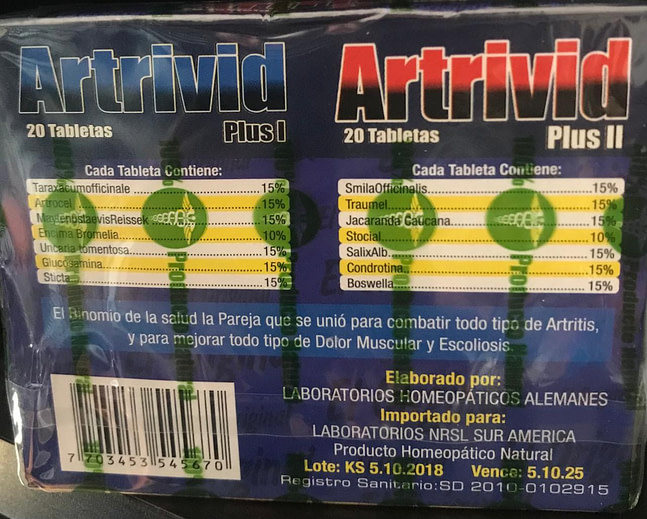 Artrivid
20 Tabletas
Plus I
Cada Tableta Contiene:
Taraxacumofficinale 15%
Artrocel 15%
MaytenbstaevisReissek 15%
Encima Bromelia 10%
Uncaria tomentosa 15%
Glucosamina 15%
Sticta 15%
Artrivid
20 Tabletas
Plus II
Cada Tableta Contiene:
SmilaOfficinalis 15%
Traumel 15%
Jacaranda Caucana 15%
Stocial 10%
SalixAlb 15%
Condrotina 15%
Boswella 15%
El Binomio de la salud la Pareja que se unió para combatir todo tipo de Artritis,
y para mejorar todo tipo de Dolor Muscular y Escoliosis.
7 703453 545670
Elaborado por:
LABORATORIOS HOMEOPÁTICOS ALEMANES
Importado para:
LABORATORIOS NRSL SUR AMERICA
Producto Homeopático Natural
Lote: KS 5.10.2018 Vence: 5.10.25
Registro Sanitario:SD 2010-0102915